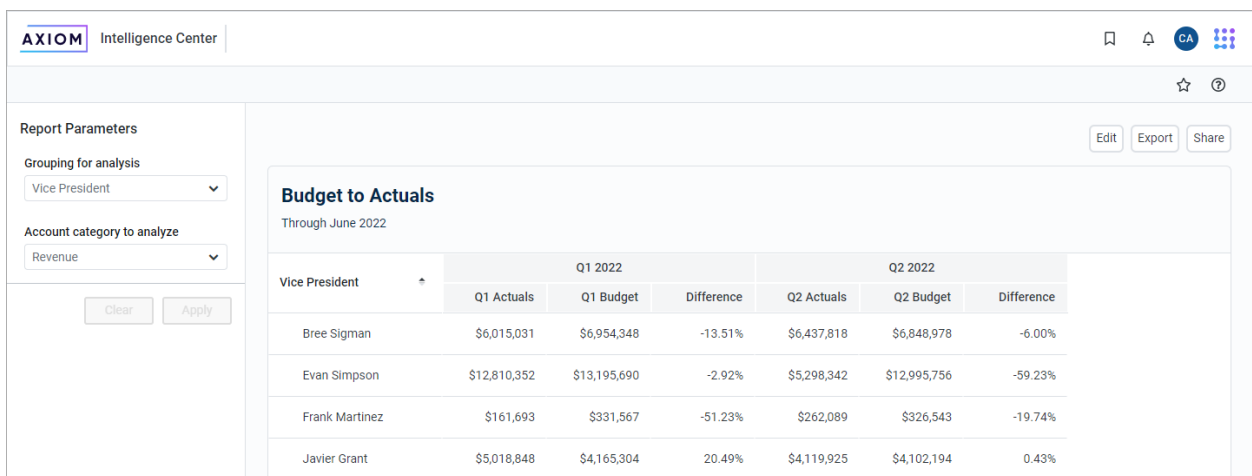 AXIOM Intelligence Center CA
Report Parameters
Grouping for analysis
Vice President
Account category to analyze
Revenue
Clear Apply
Edit Export Share
Budget to Actuals
Through June 2022
Vice President Q1 2022 Q2 2022
Q1 Actuals Q1 Budget Difference Q2 Actuals Q2 Budget Difference
Bree Sigman $6,015,031 $6,954,348 -13.51% $6,437,818 $6,848,978 -6.00%
Evan Simpson $12,810,352 $13,195,690 -2.92% $5,298,342 $12,995,756 -59.23%
Frank Martinez $161,693 $331,567 -51.23% $262,089 $326,543 -19.74%
Javier Grant $5,018,848 $4,165,304 20.49% $4,119,925 $4,102,194 0.43%